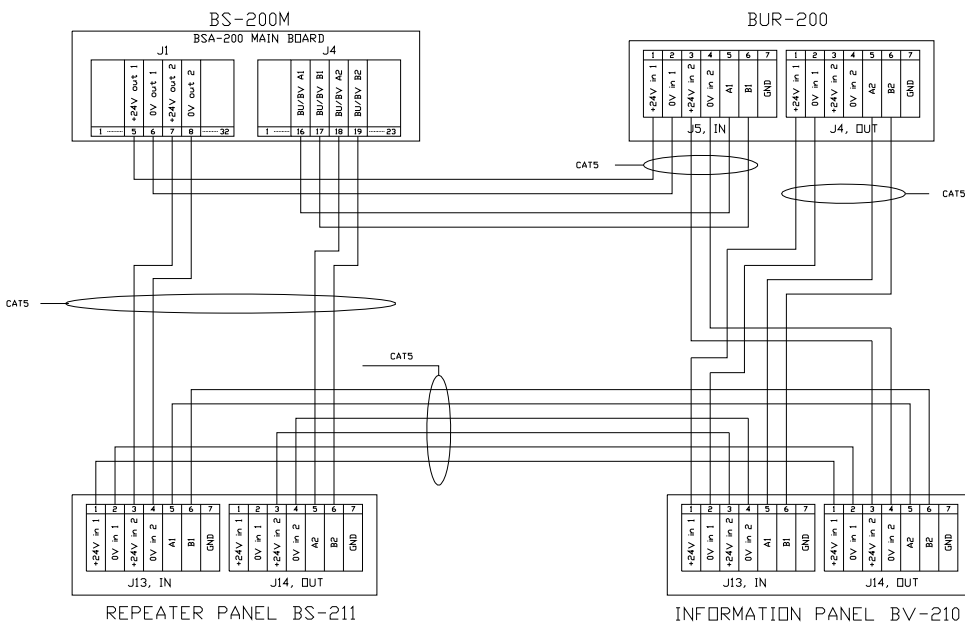 BS-200M
BSA-200 MAIN BOARD
J1
J4
+24V out 1
0V out 1
+24V out 2
0V out 2
BU/BV A1
BU/BV B1
BU/BV A2
BU/BV B2
1 ------ 5 6 7 8 ------ 32
1 ------ 16 17 18 19 ------ 23
BUR-200
1 2 3 4 5 6 7
+24V in 1
0V in 1
+24V in 2
0V in 2
A1
B1
GND
J5, IN
1 2 3 4 5 6 7
+24V in 1
0V in 1
+24V in 2
0V in 2
A2
B2
GND
J4, OUT
CAT5
CAT5
CAT5
CAT5
1 2 3 4 5 6 7
+24V in 1
0V in 1
+24V in 2
0V in 2
A1
B1
GND
J13, IN
1 2 3 4 5 6 7
+24V in 1
0V in 1
+24V in 2
0V in 2
A2
B2
GND
J14, OUT
REPEATER PANEL BS-211
1 2 3 4 5 6 7
+24V in 1
0V in 1
+24V in 2
0V in 2
A1
B1
GND
J13, IN
1 2 3 4 5 6 7
+24V in 1
0V in 1
+24V in 2
0V in 2
A2
B2
GND
J14, OUT
INFORMATION PANEL BV-210